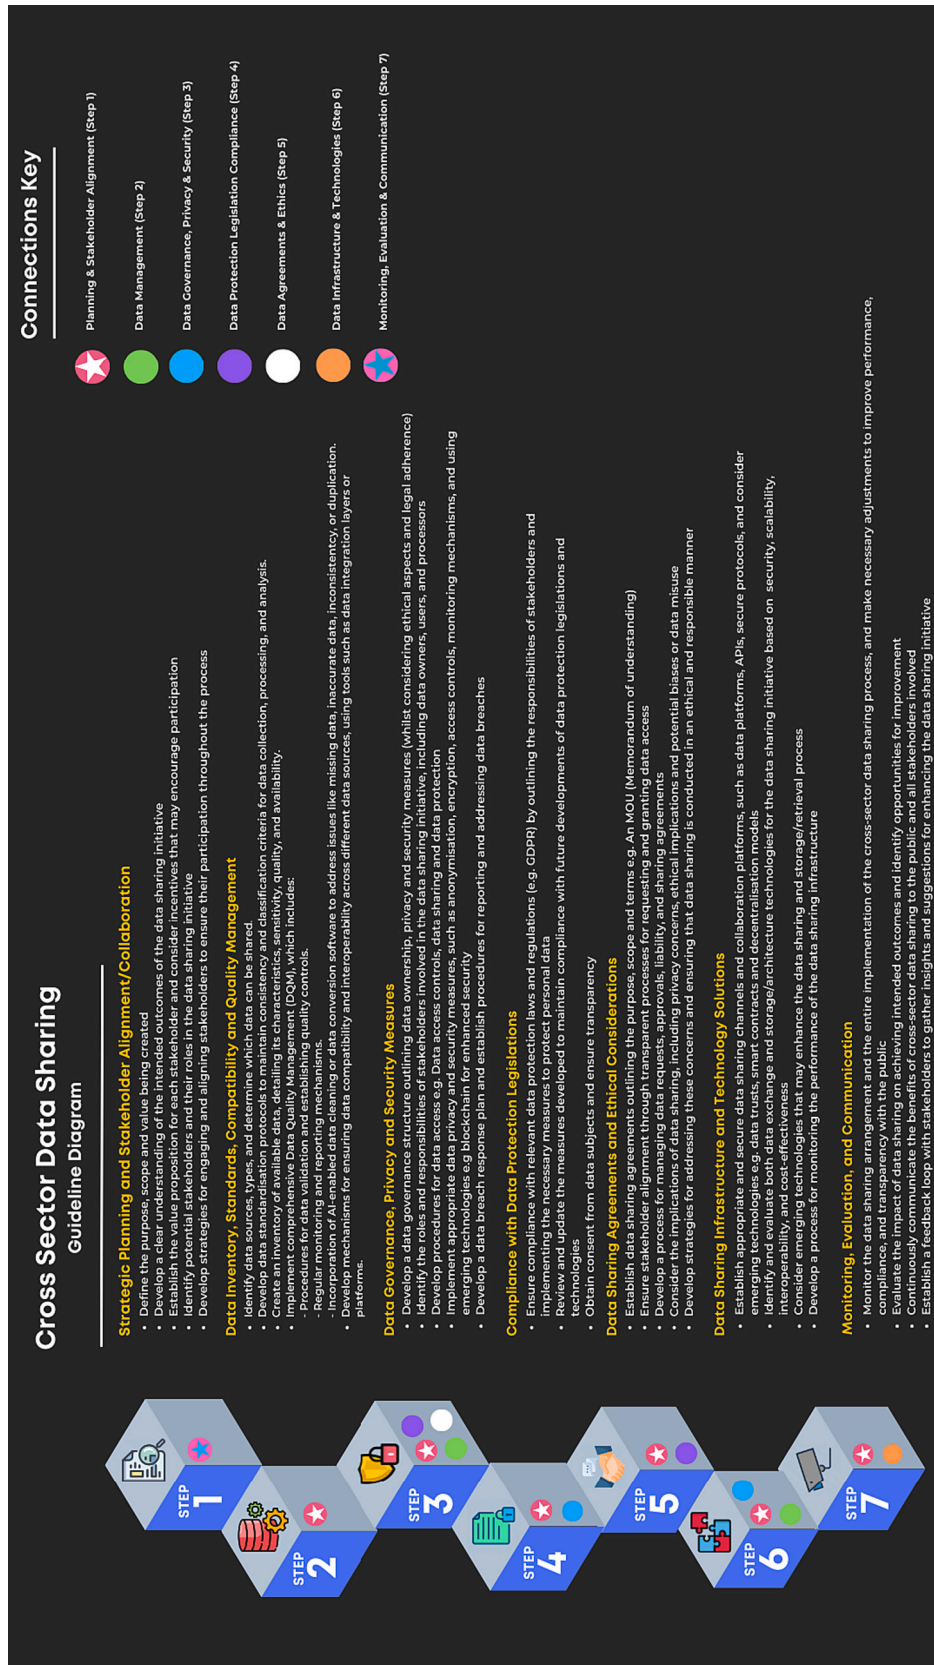 Cross Sector Data Sharing
Guideline Diagram
STEP
1
Strategic Planning and Stakeholder Alignment/Collaboration
• Define the purpose, scope and value being created
• Develop a clear understanding of the intended outcomes of the data sharing initiative
• Establish the value proposition for each stakeholder and consider incentives that may encourage participation
• Identify potential stakeholders and their roles in the data sharing initiative
• Develop strategies for engaging and aligning stakeholders to ensure their participation throughout the process
STEP
2
Data Inventory, Standards, Compatibility and Quality Management
• Identify data sources, types, and determine which data can be shared.
• Develop data standardisation protocols to maintain consistency and classification criteria for data collection, processing, and analysis.
• Create an inventory of available data, detailing its characteristics, sensitivity, quality, and availability.
• Implement comprehensive Data Quality Management (DQM), which includes:
- Procedures for data validation and establishing quality controls.
- Regular monitoring and reporting mechanisms.
- Incorporation of AI-enabled data cleaning or data conversion software to address issues like missing data, inaccurate data, inconsistency, or duplication.
• Develop mechanisms for ensuring data compatibility and interoperability across different data sources, using tools such as data integration layers or
platforms.
STEP
3
Data Governance, Privacy and Security Measures
• Develop a data governance structure outlining data ownership, privacy and security measures (whilst considering ethical aspects and legal adherence)
• Identify the roles and responsibilities of stakeholders involved in the data sharing initiative, including data owners, users, and processors
• Develop procedures for data access e.g. Data access controls, data sharing and data protection
• Implement appropriate data privacy and security measures, such as anonymisation, encryption, access controls, monitoring mechanisms, and using
emerging technologies e.g blockchain for enhanced security
• Develop a data breach response plan and establish procedures for reporting and addressing data breaches
STEP
4
Compliance with Data Protection Legislations
• Ensure compliance with relevant data protection laws and regulations (e.g. GDPR) by outlining the responsibilities of stakeholders and
implementing the necessary measures to protect personal data
• Review and update the measures developed to maintain compliance with future developments of data protection legislations and
technologies
• Obtain consent from data subjects and ensure transparency
STEP
5
Data Sharing Agreements and Ethical Considerations
• Establish data sharing agreements outlining the purpose, scope and terms e.g. An MOU (Memorandum of understanding)
• Ensure stakeholder alignment through transparent processes for requesting and granting data access
• Develop a process for managing data requests, approvals, liability, and sharing agreements
• Consider the implications of data sharing, including privacy concerns, ethical implications and potential biases or data misuse
• Develop strategies for addressing these concerns and ensuring that data sharing is conducted in an ethical and responsible manner
STEP
6
Data Sharing Infrastructure and Technology Solutions
• Establish appropriate and secure data sharing channels and collaboration platforms, such as data platforms, APIs, secure protocols, and consider
emerging technologies e.g. data trusts, smart contracts and decentralisation models
• Identify and evaluate both data exchange and storage/architecture technologies for the data sharing initiative based on security, scalability,
interoperability, and cost-effectiveness
• Consider emerging technologies that may enhance the data sharing and storage/retrieval process
• Develop a process for monitoring the performance of the data sharing infrastructure
STEP
7
Monitoring, Evaluation, and Communication
• Monitor the data sharing arrangement and the entire implementation of the cross-sector data sharing process, and make necessary adjustments to improve performance,
compliance, and transparency with the public
• Evaluate the impact of data sharing on achieving intended outcomes and identify opportunities for improvement
• Continuously communicate the benefits of cross-sector data sharing to the public and all stakeholders involved
• Establish a feedback loop with stakeholders to gather insights and suggestions for enhancing the data sharing initiative
Connections Key
Planning & Stakeholder Alignment (Step 1)
Data Management (Step 2)
Data Governance, Privacy & Security (Step 3)
Data Protection Legislation Compliance (Step 4)
Data Agreements & Ethics (Step 5)
Data Infrastructure & Technologies (Step 6)
Monitoring, Evaluation & Communication (Step 7)